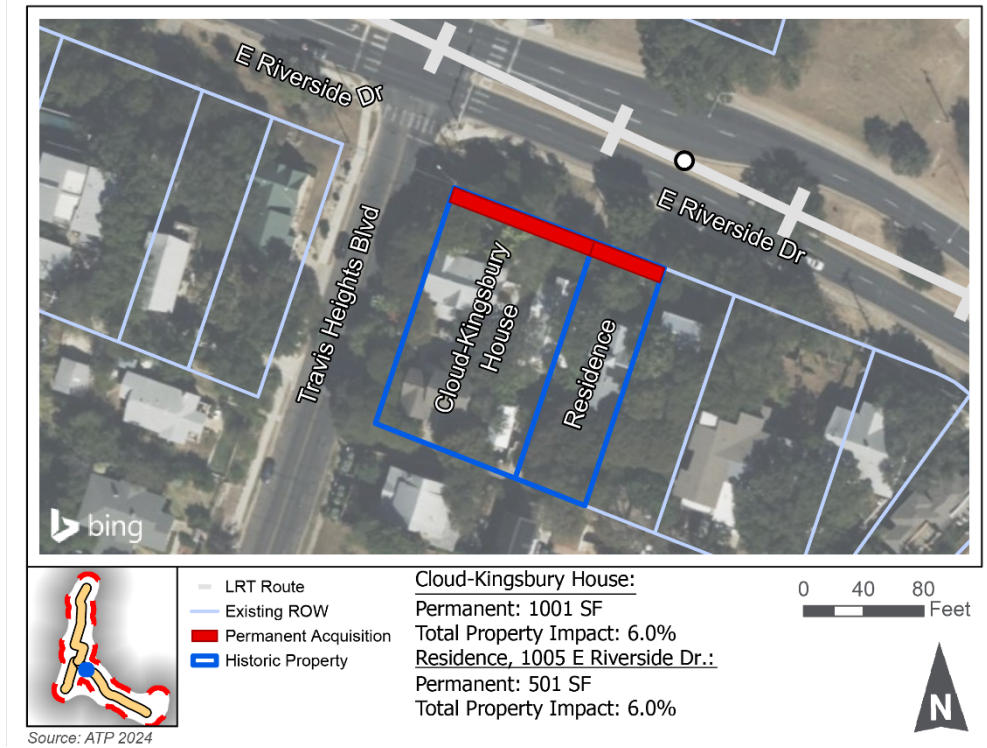 E Riverside Dr
E Riverside Dr
Travis Heights Blvd
Cloud-Kingsbury
House
Residence
bing
LRT Route
Existing ROW
Permanent Acquisition
Historic Property
Cloud-Kingsbury House:
Permanent: 1001 SF
Total Property Impact: 6.0%
Residence, 1005 E Riverside Dr.:
Permanent: 501 SF
Total Property Impact: 6.0%
0 40 80
Feet
N
Source: ATP 2024